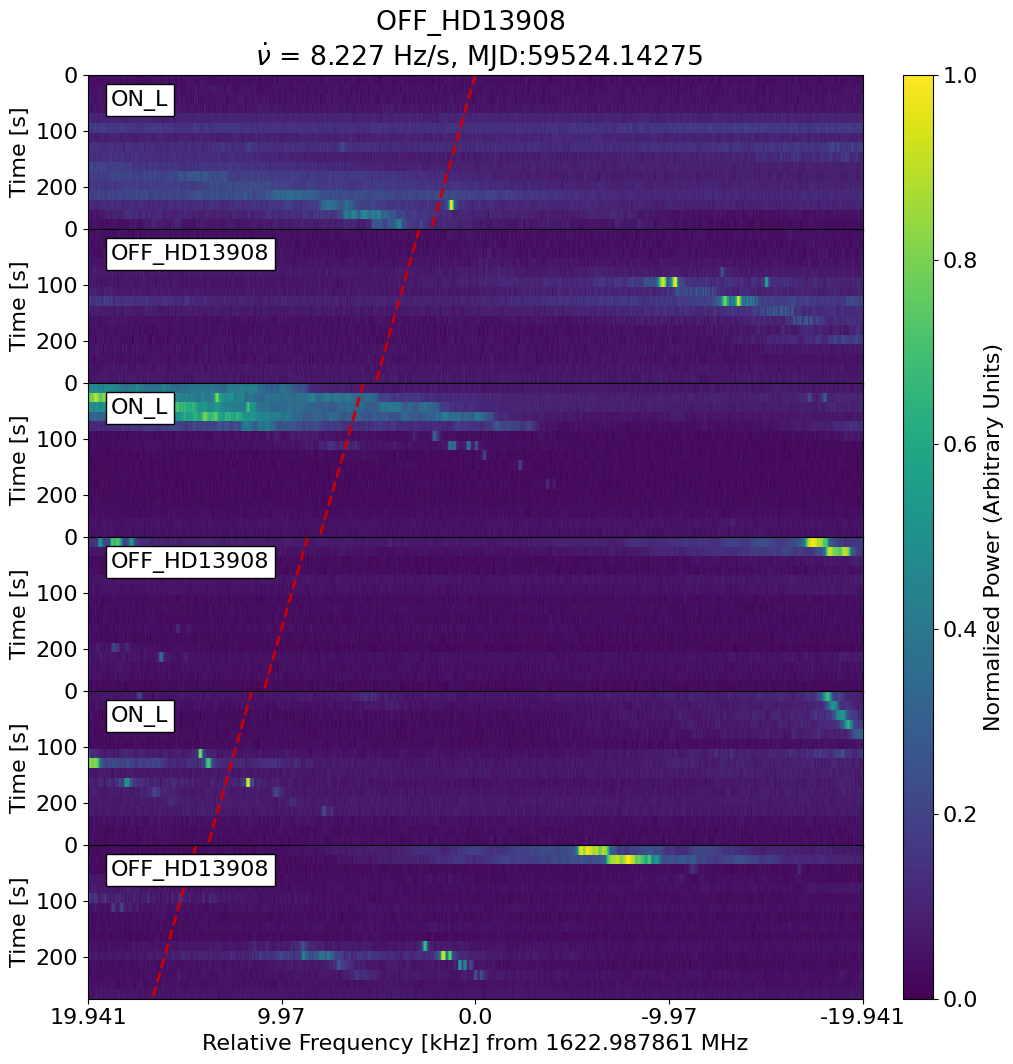 OFF_HD13908
ν̇ = 8.227 Hz/s, MJD:59524.14275
0
ON_L
100
200
Time [s]
0
OFF_HD13908
100
200
Time [s]
0
ON_L
100
200
Time [s]
0
OFF_HD13908
100
200
Time [s]
0
ON_L
100
200
Time [s]
0
OFF_HD13908
100
200
Time [s]
19.941 9.97 0.0 -9.97 -19.941
Relative Frequency [kHz] from 1622.987861 MHz
1.0
0.8
0.6
0.4
0.2
0.0
Normalized Power (Arbitrary Units)